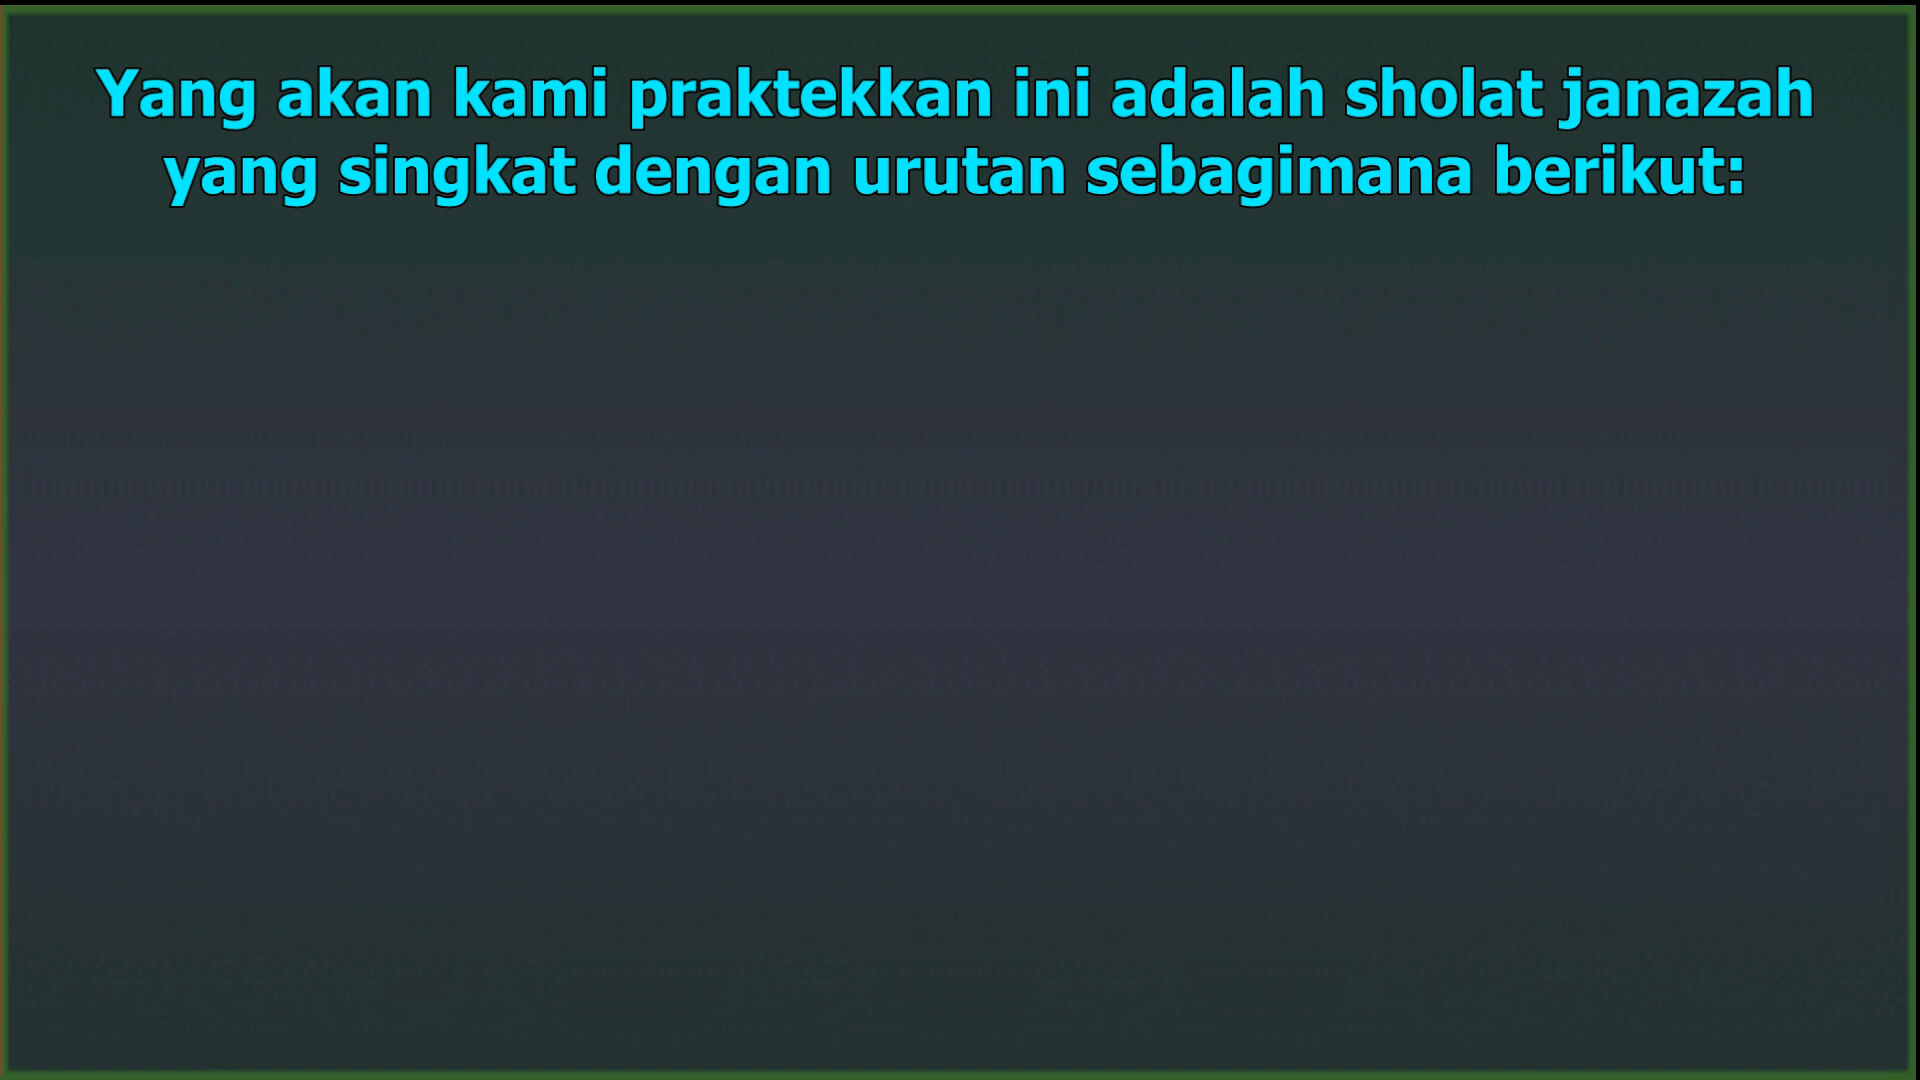 Yang akan kami praktekkan ini adalah sholat janazah
yang singkat dengan urutan sebagimana berikut: